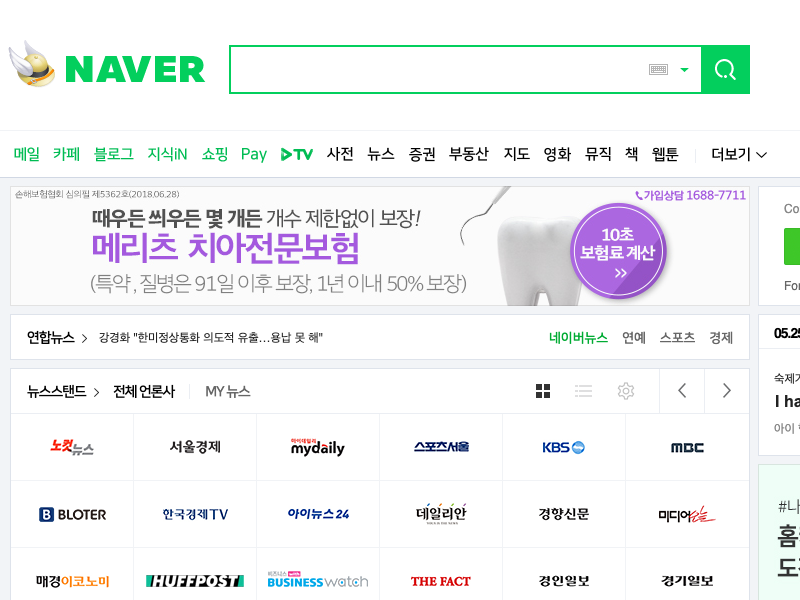 NAVER
메일 카페 블로그 지식iN 쇼핑 Pay TV 사전 뉴스 증권 부동산 지도 영화 뮤직 책 웹툰 더보기
손해보험협회 심의필 제5362호(2018.06.28)
가입상담 1688-7711
때우든 씌우든 몇 개든 개수 제한없이 보장!
메리츠 치아전문보험
(특약, 질병은 91일 이후 보장, 1년 이내 50% 보장)
10초
보험료 계산
>>
Co
For
연합뉴스 > 강경화 "한미정상통화 의도적 유출…용납 못 해"
네이버뉴스 연예 스포츠 경제
05.25
뉴스스탠드 > 전체 언론사 MY 뉴스
숙제가
I ha
아이
노컷뉴스 서울경제 마이데일리 mydaily 스포츠서울 KBS MBC
BLOTER 한국경제TV 아이뉴스24 데일리안 경향신문 미디어오늘
#나
홈
도
매경이코노미 HUFFPOST 비즈니스 with BUSINESS watch THE FACT 경인일보 경기일보